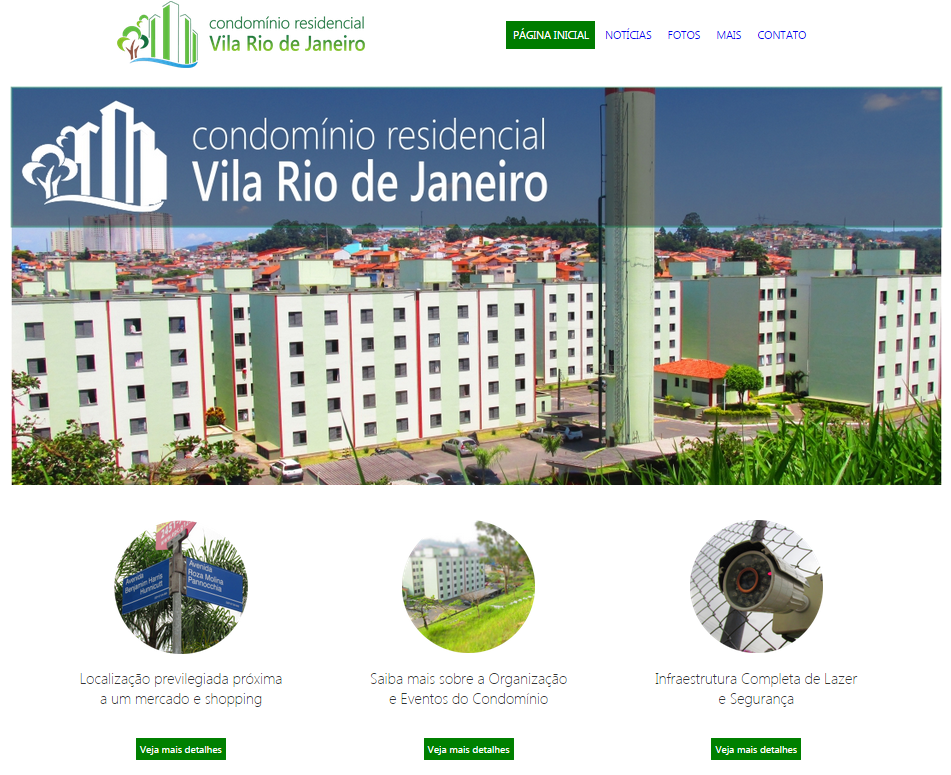 condomínio residencial
Vila Rio de Janeiro
PÁGINA INICIAL NOTÍCIAS FOTOS MAIS CONTATO
condomínio residencial
Vila Rio de Janeiro
Avenida
Benjamin Harris
Hunnicutt
Avenida
Roza Molina
Pannocchia
Localização previlegiada próxima
a um mercado e shopping
Saiba mais sobre a Organização
e Eventos do Condomínio
Infraestrutura Completa de Lazer
e Segurança
Veja mais detalhes
Veja mais detalhes
Veja mais detalhes